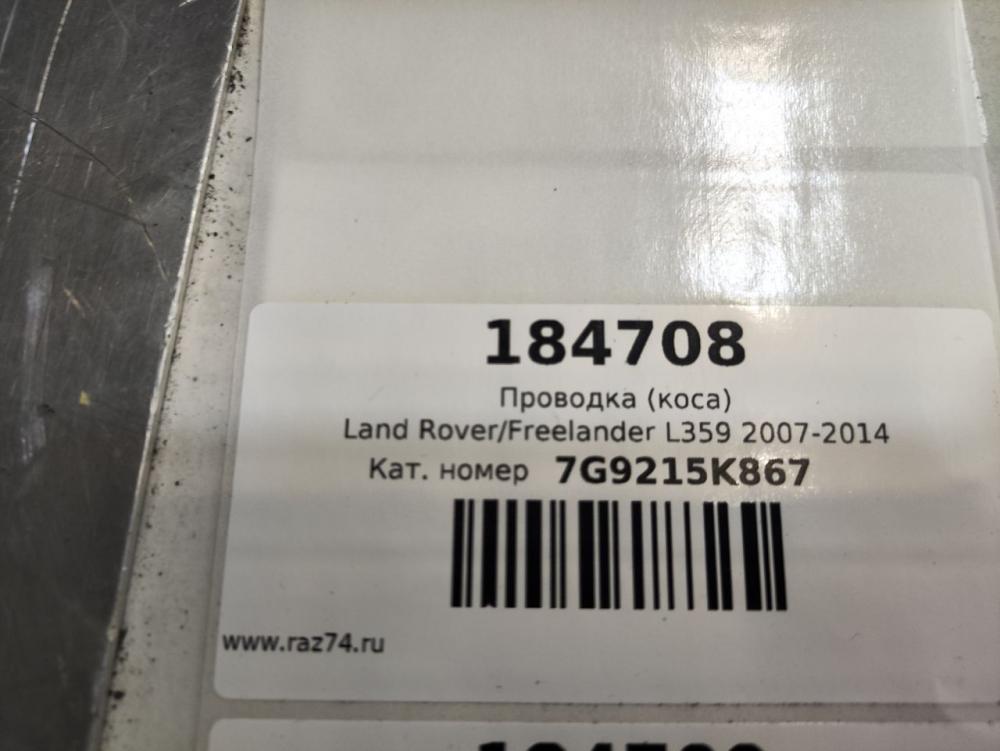 184708
Проводка (коса)
Land Rover/Freelander L359 2007-2014
Кат. номер 7G9215K867
www.raz74.ru